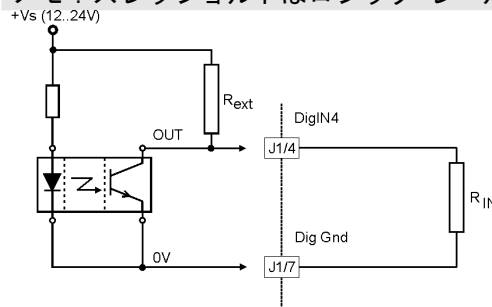 +Vs (12..24V)
Rext
DigIN4
OUT
J1/4
RIN
Dig Gnd
0V
J1/7